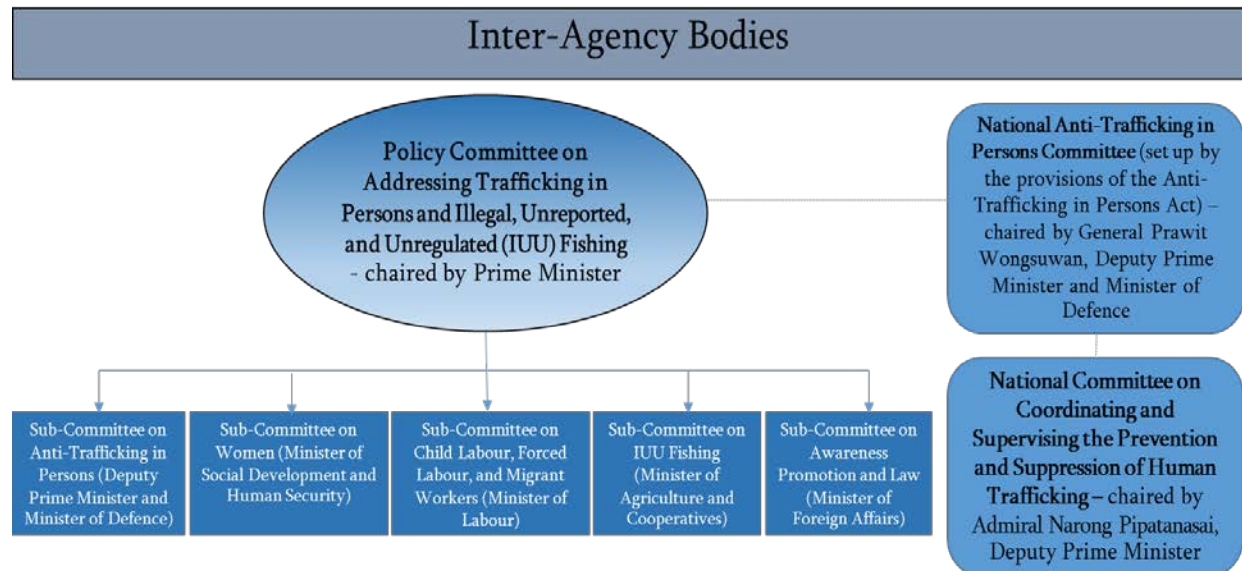 Inter-Agency Bodies
Policy Committee on
Addressing Trafficking in
Persons and Illegal, Unreported,
and Unregulated (IUU) Fishing
- chaired by Prime Minister
National Anti-Trafficking in
Persons Committee (set up by
the provisions of the Anti-
Trafficking in Persons Act) –
chaired by General Prawit
Wongsuwan, Deputy Prime
Minister and Minister of
Defence
Sub-Committee on
Anti-Trafficking in
Persons (Deputy
Prime Minister and
Minister of Defence)
Sub-Committee on
Women (Minister of
Social Development and
Human Security)
Sub-Committee on
Child Labour, Forced
Labour, and Migrant
Workers (Minister of
Labour)
Sub-Committee on
IUU Fishing
(Minister of
Agriculture and
Cooperatives)
Sub-Committee on
Awareness
Promotion and Law
(Minister of
Foreign Affairs)
National Committee on
Coordinating and
Supervising the Prevention
and Suppression of Human
Trafficking – chaired by
Admiral Narong Pipatanasai,
Deputy Prime Minister